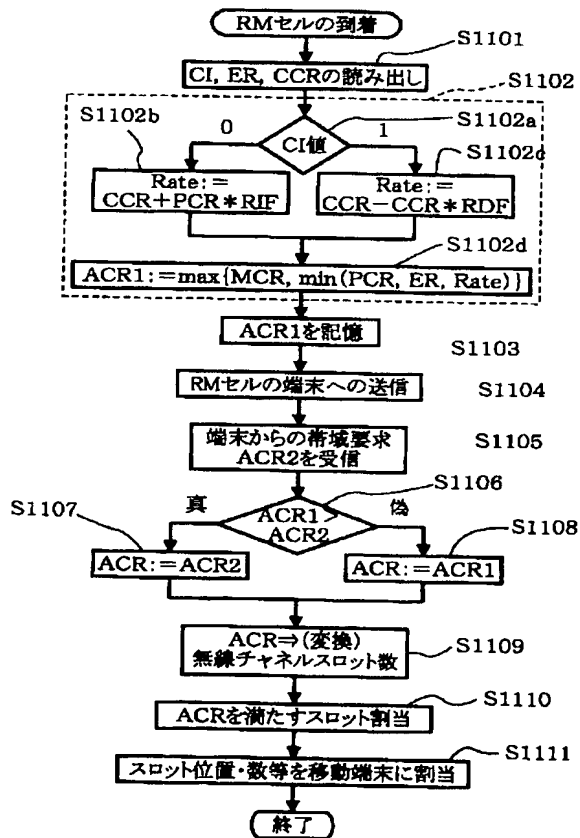 RMセルの到着
S1101
CI, ER, CCRの読み出し
S1102
S1102b
0
1
S1102a
CI値
S1102c
Rate:=
CCR+PCR*RIF
Rate:=
CCR-CCR*RDF
S1102d
ACR1:=max{MCR, min(PCR, ER, Rate)}
ACR1を記憶
S1103
RMセルの端末への送信
S1104
端末からの帯域要求
ACR2を受信
S1105
S1106
S1107
真
ACR1>
ACR2
偽
S1108
ACR:=ACR2
ACR:=ACR1
ACR⇒(変換)
無線チャネルスロット数
S1109
S1110
ACRを満たすスロット割当
S1111
スロット位置・数等を移動端末に割当
終了